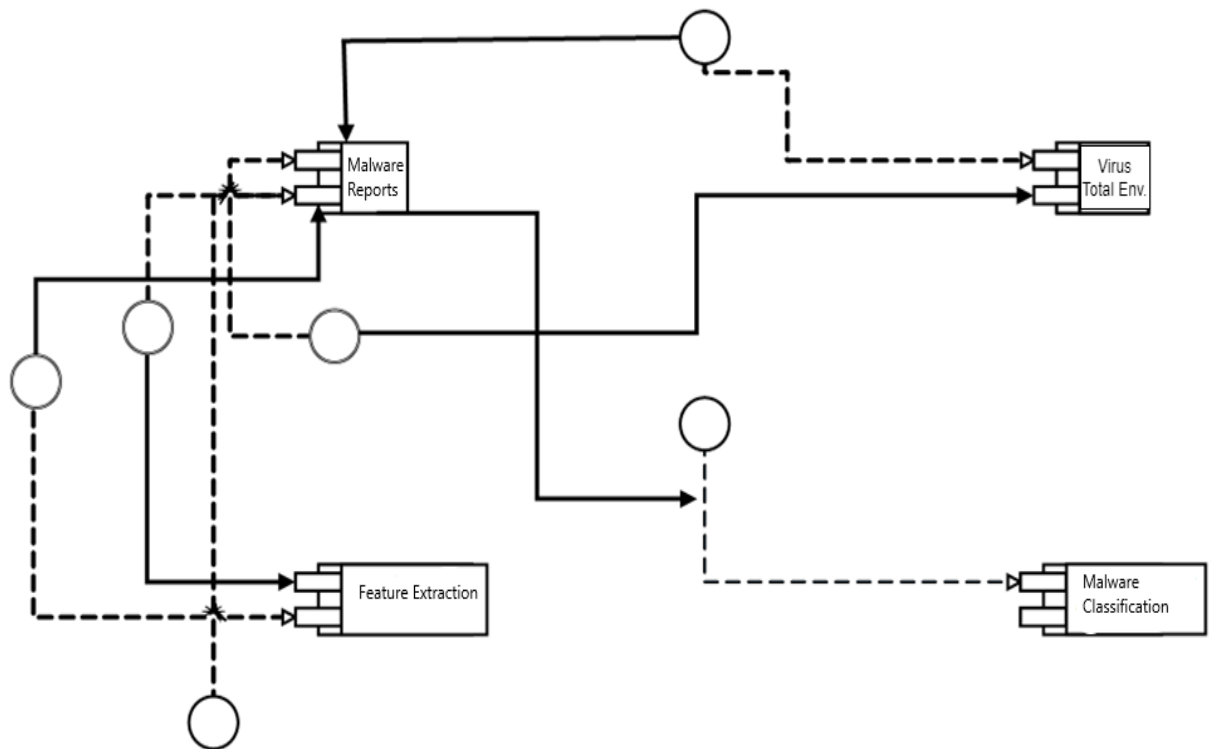 Malware
Reports
Virus
Total Env.
Feature Extraction
Malware
Classification